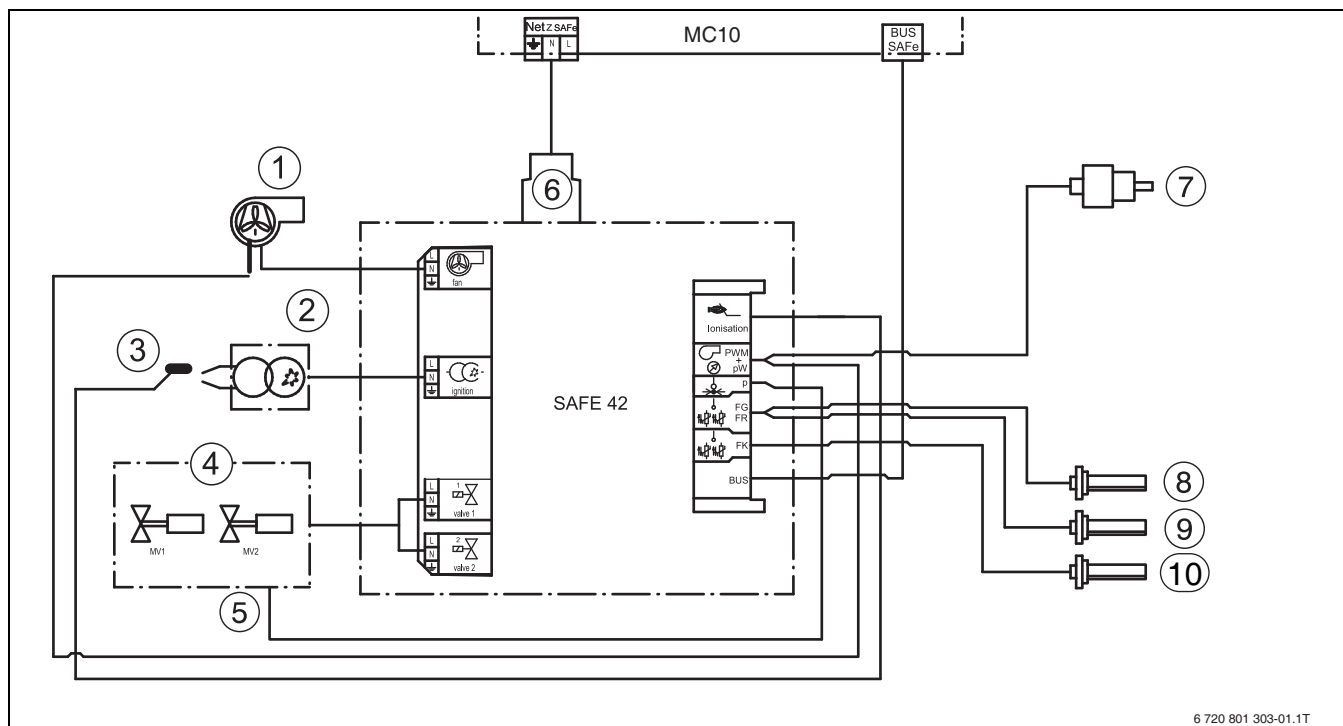 Netz SAFe
N L
MC10
BUS
SAFe
1
6
7
L
N
fan
2
3
L
N
ignition
SAFE 42
Ionisation
PWM
+
pW
p
FG
FR
FK
BUS
4
MV1
MV2
L
N
1
valve 1
L
N
2
valve 2
5
8
9
10
6 720 801 303-01.1T